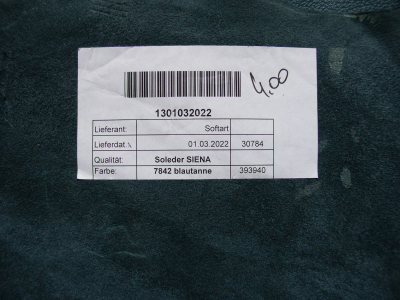 4,00
1301032022
Lieferant: Softart
Lieferdat.\ 01.03.2022 30784
Qualität: Soleder SIENA
Farbe: 7842 blautanne 393940